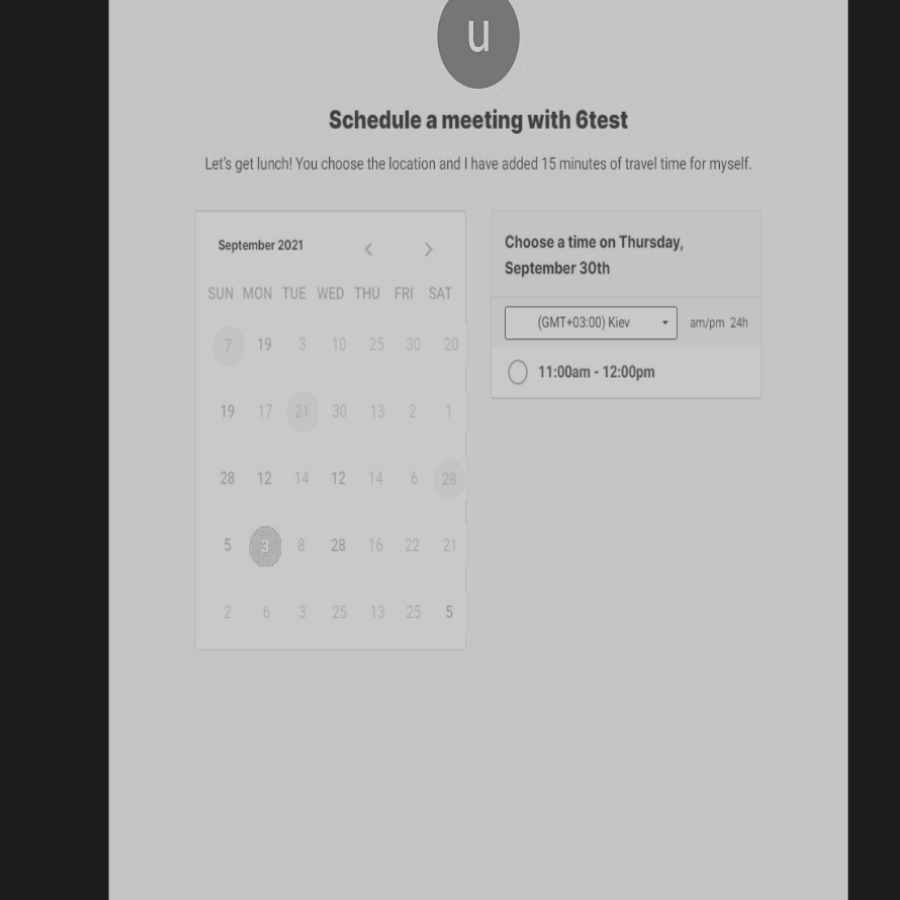 u
Schedule a meeting with 6test
Let's get lunch! You choose the location and I have added 15 minutes of travel time for myself.
September 2021
SUN MON TUE WED THU FRI SAT
7 19 3 10 25 30 20
19 17 21 30 13 2 1
28 12 14 12 14 6 28
5 3 8 28 16 22 21
2 6 3 25 13 25 5
Choose a time on Thursday,
September 30th
(GMT+03:00) Kiev
am/pm 24h
11:00am - 12:00pm